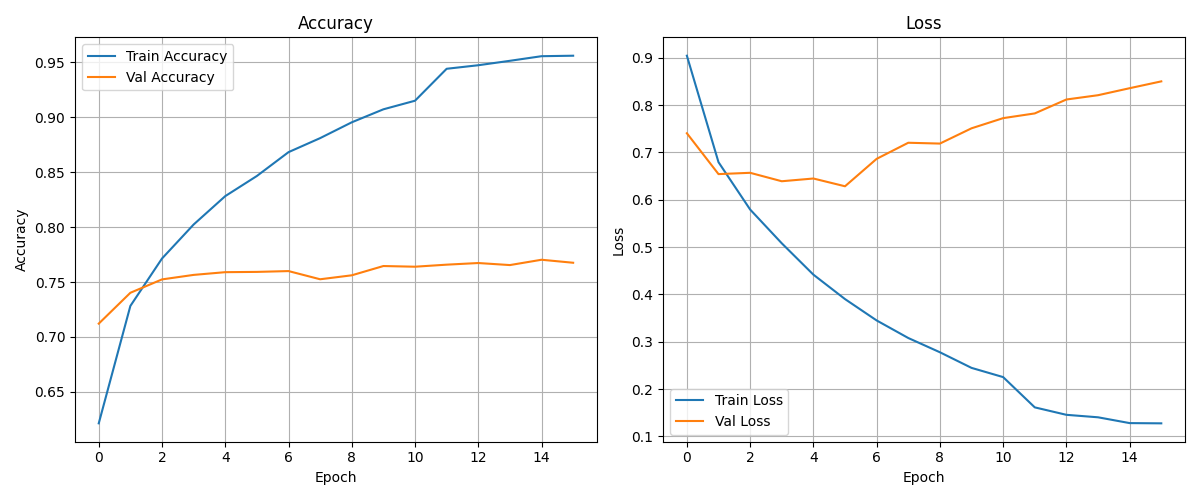 Accuracy
Train Accuracy
Val Accuracy
0.95
0.90
0.85
0.80
0.75
0.70
0.65
Accuracy
0 2 4 6 8 10 12 14
Epoch
Loss
0.9
0.8
0.7
0.6
0.5
0.4
0.3
0.2
0.1
Loss
Train Loss
Val Loss
0 2 4 6 8 10 12 14
Epoch